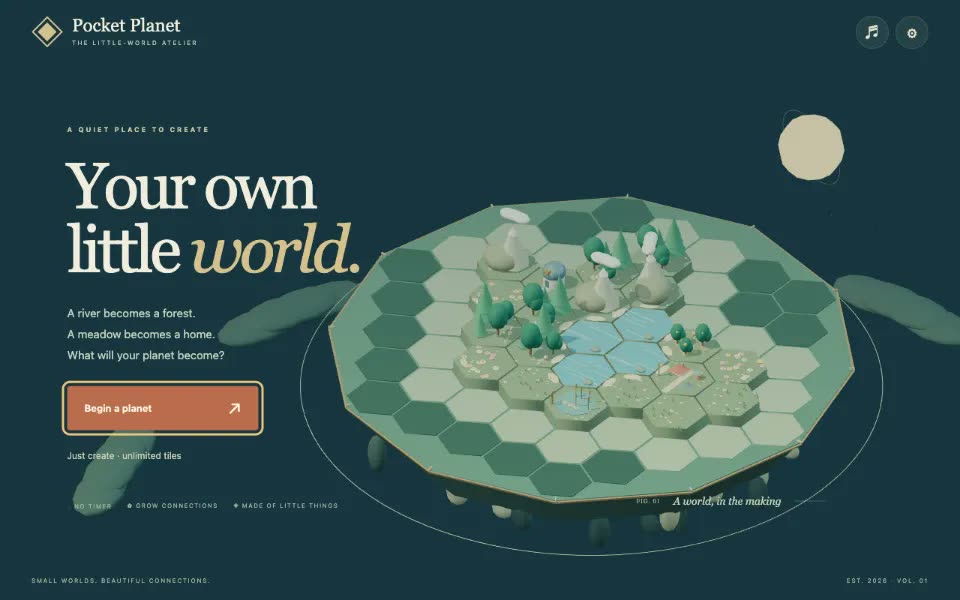 Pocket Planet
THE LITTLE-WORLD ATELIER
A QUIET PLACE TO CREATE
Your own
little world.
A river becomes a forest.
A meadow becomes a home.
What will your planet become?
Begin a planet
Just create · unlimited tiles
NO TIMER
GROW CONNECTIONS
MADE OF LITTLE THINGS
FIG. 01
A world, in the making
SMALL WORLDS. BEAUTIFUL CONNECTIONS.
EST. 2026 · VOL. 01